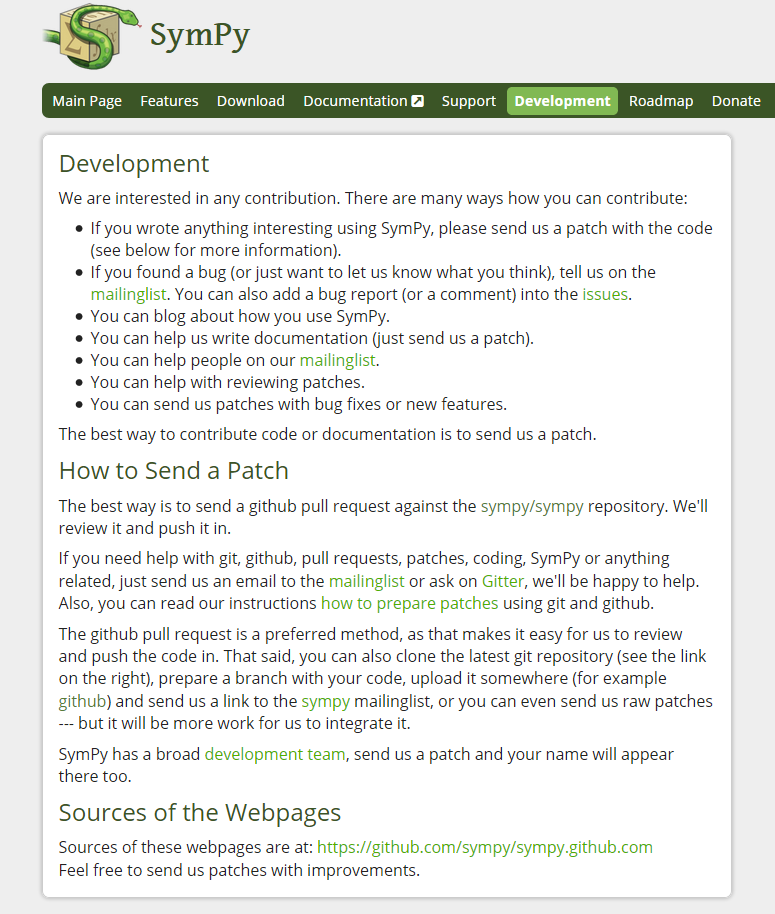 SymPy
Main Page Features Download Documentation Support Development Roadmap Donate
Development
We are interested in any contribution. There are many ways how you can contribute:
• If you wrote anything interesting using SymPy, please send us a patch with the code
(see below for more information).
• If you found a bug (or just want to let us know what you think), tell us on the
mailinglist. You can also add a bug report (or a comment) into the issues.
• You can blog about how you use SymPy.
• You can help us write documentation (just send us a patch).
• You can help people on our mailinglist.
• You can help with reviewing patches.
• You can send us patches with bug fixes or new features.
The best way to contribute code or documentation is to send us a patch.
How to Send a Patch
The best way is to send a github pull request against the sympy/sympy repository. We'll
review it and push it in.
If you need help with git, github, pull requests, patches, coding, SymPy or anything
related, just send us an email to the mailinglist or ask on Gitter, we'll be happy to help.
Also, you can read our instructions how to prepare patches using git and github.
The github pull request is a preferred method, as that makes it easy for us to review
and push the code in. That said, you can also clone the latest git repository (see the link
on the right), prepare a branch with your code, upload it somewhere (for example
github) and send us a link to the sympy mailinglist, or you can even send us raw patches
--- but it will be more work for us to integrate it.
SymPy has a broad development team, send us a patch and your name will appear
there too.
Sources of the Webpages
Sources of these webpages are at: https://github.com/sympy/sympy.github.com
Feel free to send us patches with improvements.